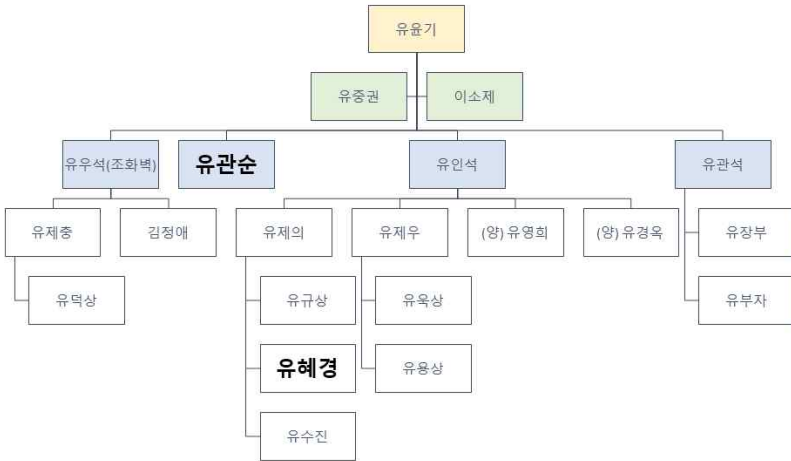 유윤기
유중권
이소제
유우석(조화벽)
유관순
유인석
유관석
유제충
김정애
유제의
유제우
(양) 유영희
(양) 유경옥
유장부
유덕상
유규상
유욱상
유부자
유혜경
유용상
유수진